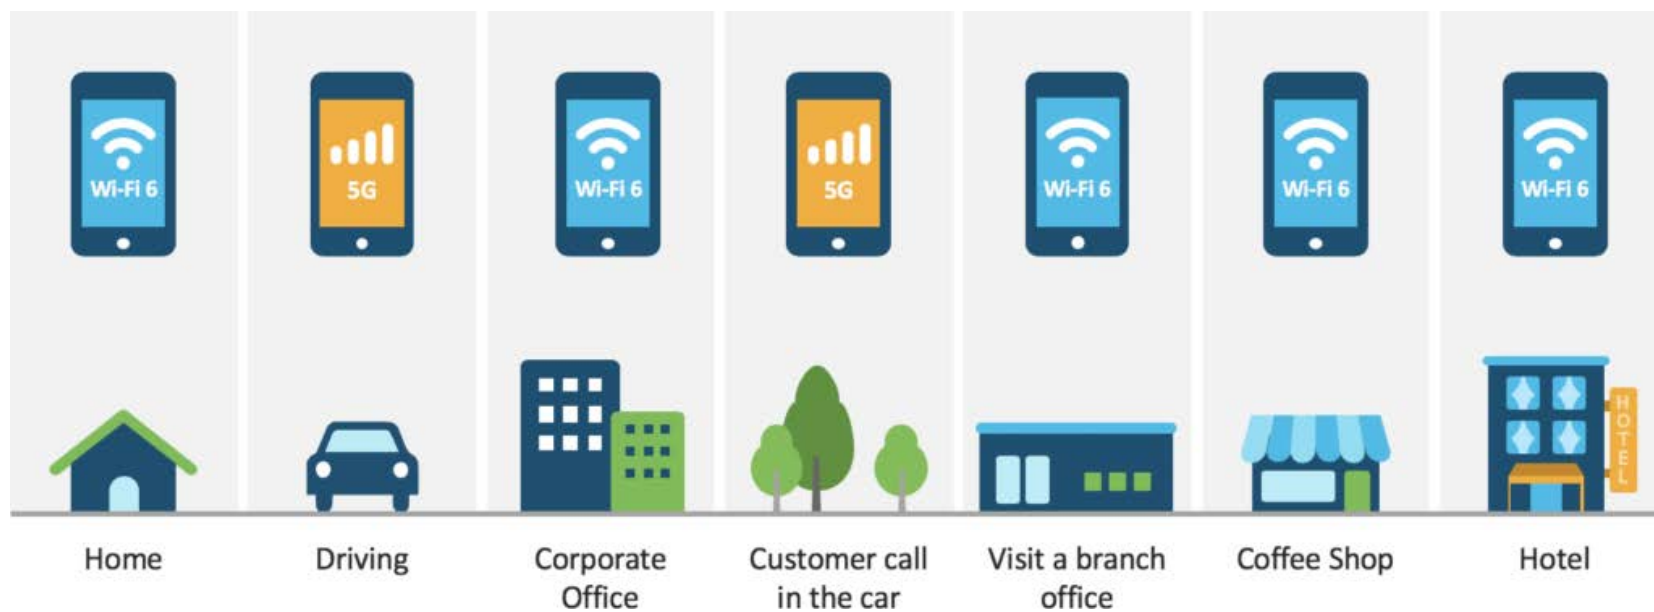 Wi-Fi 6
5G
Wi-Fi 6
5G
Wi-Fi 6
Wi-Fi 6
Wi-Fi 6
HOTEL
Home
Driving
Corporate
Office
Customer call
in the car
Visit a branch
office
Coffee Shop
Hotel